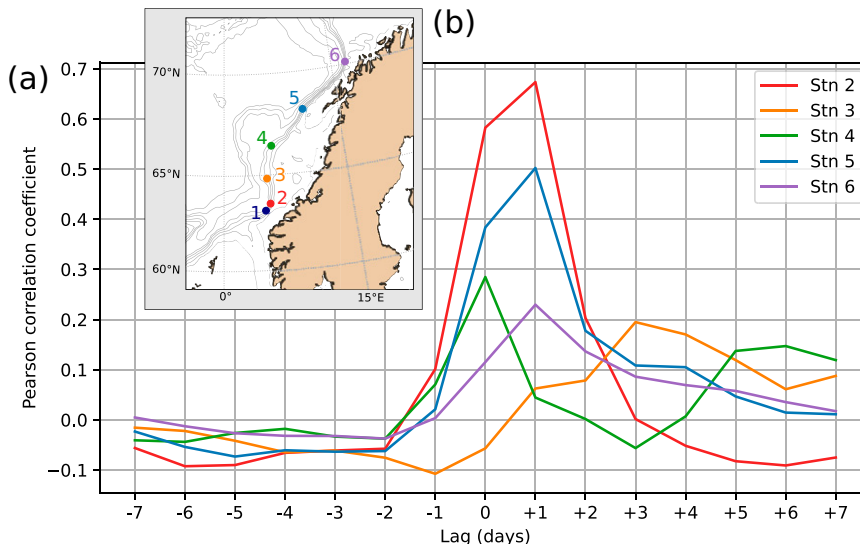 (a)
(b)
70°N
65°N
60°N
0°
15°E
1
2
3
4
5
6
Pearson correlation coefficient
0.7
0.6
0.5
0.4
0.3
0.2
0.1
0.0
−0.1
-7 -6 -5 -4 -3 -2 -1 0 +1 +2 +3 +4 +5 +6 +7
Lag (days)
Stn 2
Stn 3
Stn 4
Stn 5
Stn 6